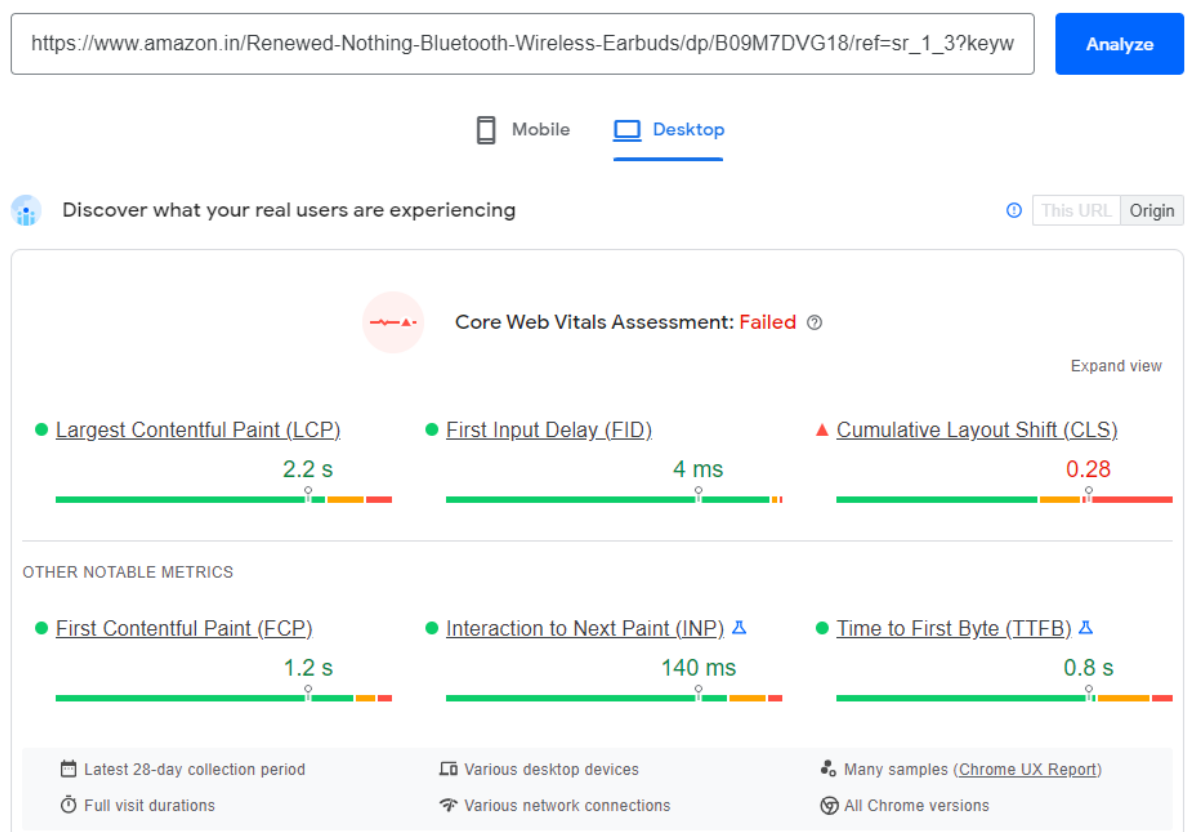 https://www.amazon.in/Renewed-Nothing-Bluetooth-Wireless-Earbuds/dp/B09M7DVG18/ref=sr_1_3?keyw
Analyze
Mobile
Desktop
Discover what your real users are experiencing
This URL
Origin
Core Web Vitals Assessment: Failed
Expand view
Largest Contentful Paint (LCP)
2.2 s
First Input Delay (FID)
4 ms
Cumulative Layout Shift (CLS)
0.28
OTHER NOTABLE METRICS
First Contentful Paint (FCP)
1.2 s
Interaction to Next Paint (INP)
140 ms
Time to First Byte (TTFB)
0.8 s
Latest 28-day collection period
Various desktop devices
Many samples (Chrome UX Report)
Full visit durations
Various network connections
All Chrome versions